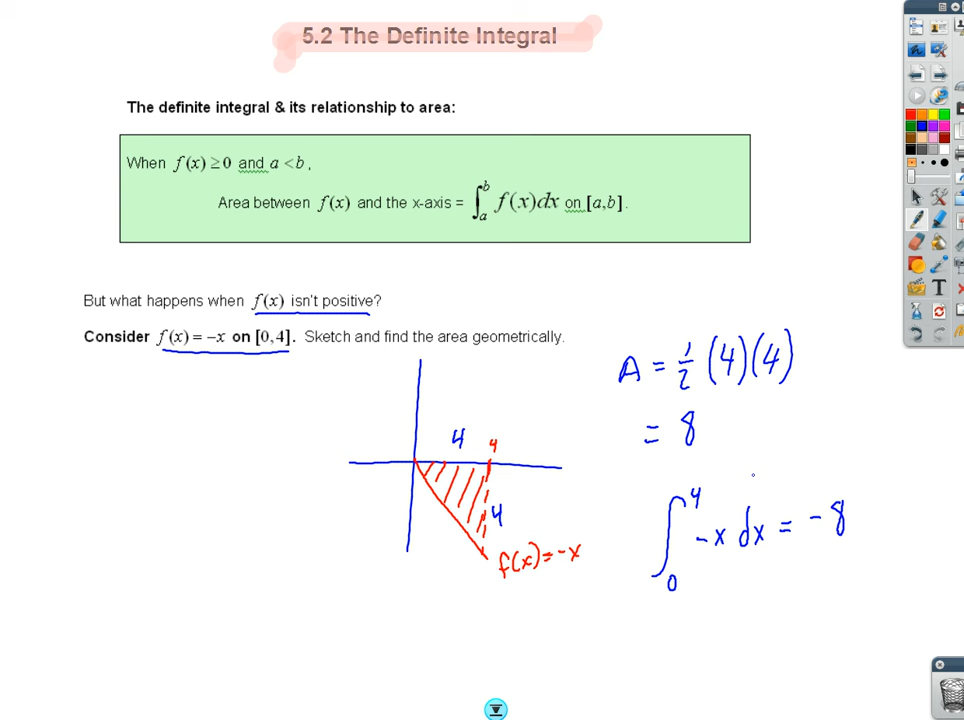 5.2 The Definite Integral
The definite integral & its relationship to area:
When f(x) ≥ 0 and a < b,
Area between f(x) and the x-axis = ∫_a^b f(x)dx on [a,b].
But what happens when f(x) isn't positive?
Consider f(x) = −x on [0,4]. Sketch and find the area geometrically.
A = 1/2 (4)(4)
= 8
4
4
4
f(x)=-x
∫_0^4 -x dx = -8
T